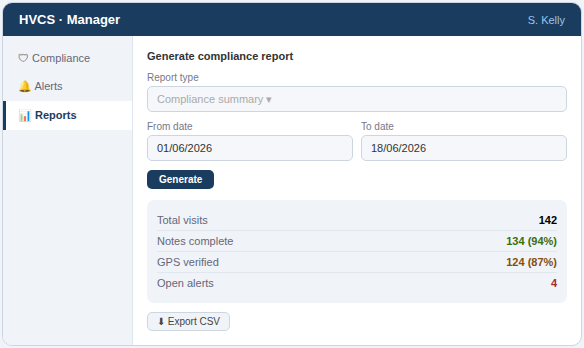 HVCS · Manager
S. Kelly
🛡 Compliance
🔔 Alerts
📊 Reports
Generate compliance report
Report type
Compliance summary ▾
From date
To date
01/06/2026
18/06/2026
Generate
Total visits 142
Notes complete 134 (94%)
GPS verified 124 (87%)
Open alerts 4
⬇ Export CSV